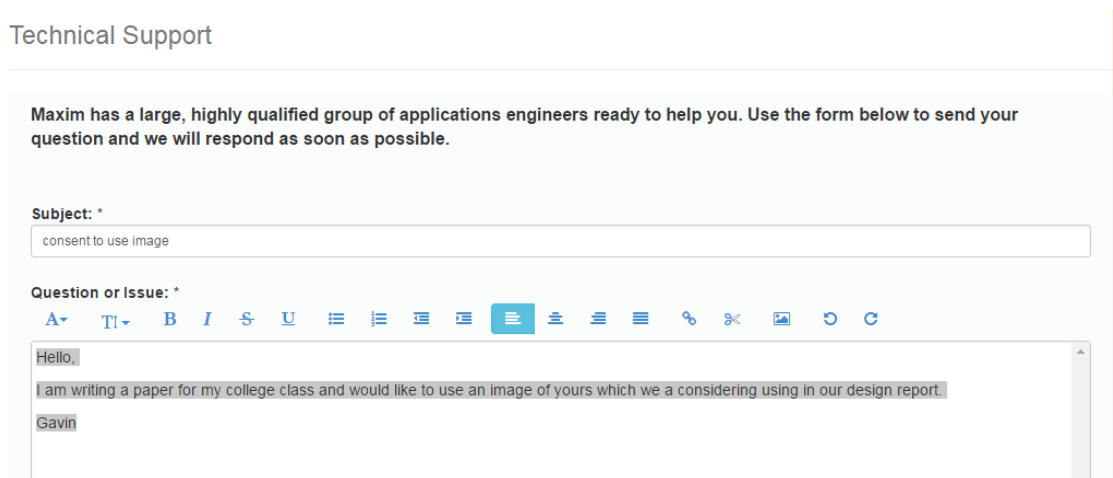 Technical Support
Maxim has a large, highly qualified group of applications engineers ready to help you. Use the form below to send your
question and we will respond as soon as possible.
Subject: *
consent to use image
Question or Issue: *
A TI B I S U
Hello,
I am writing a paper for my college class and would like to use an image of yours which we a considering using in our design report.
Gavin